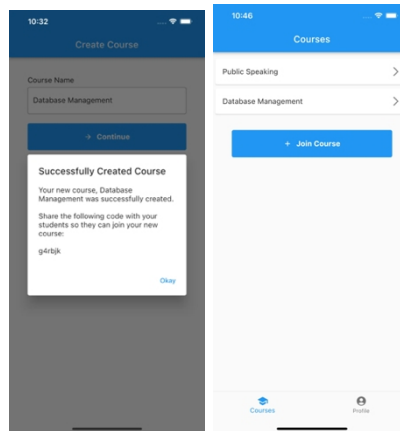 10:32
Create Course
Course Name
Database Management
→ Continue
Successfully Created Course
Your new course, Database
Management was successfully created.
Share the following code with your
students so they can join your new
course:
g4rbjk
Okay
10:46
Courses
Public Speaking
Database Management
+ Join Course
Courses
Profile